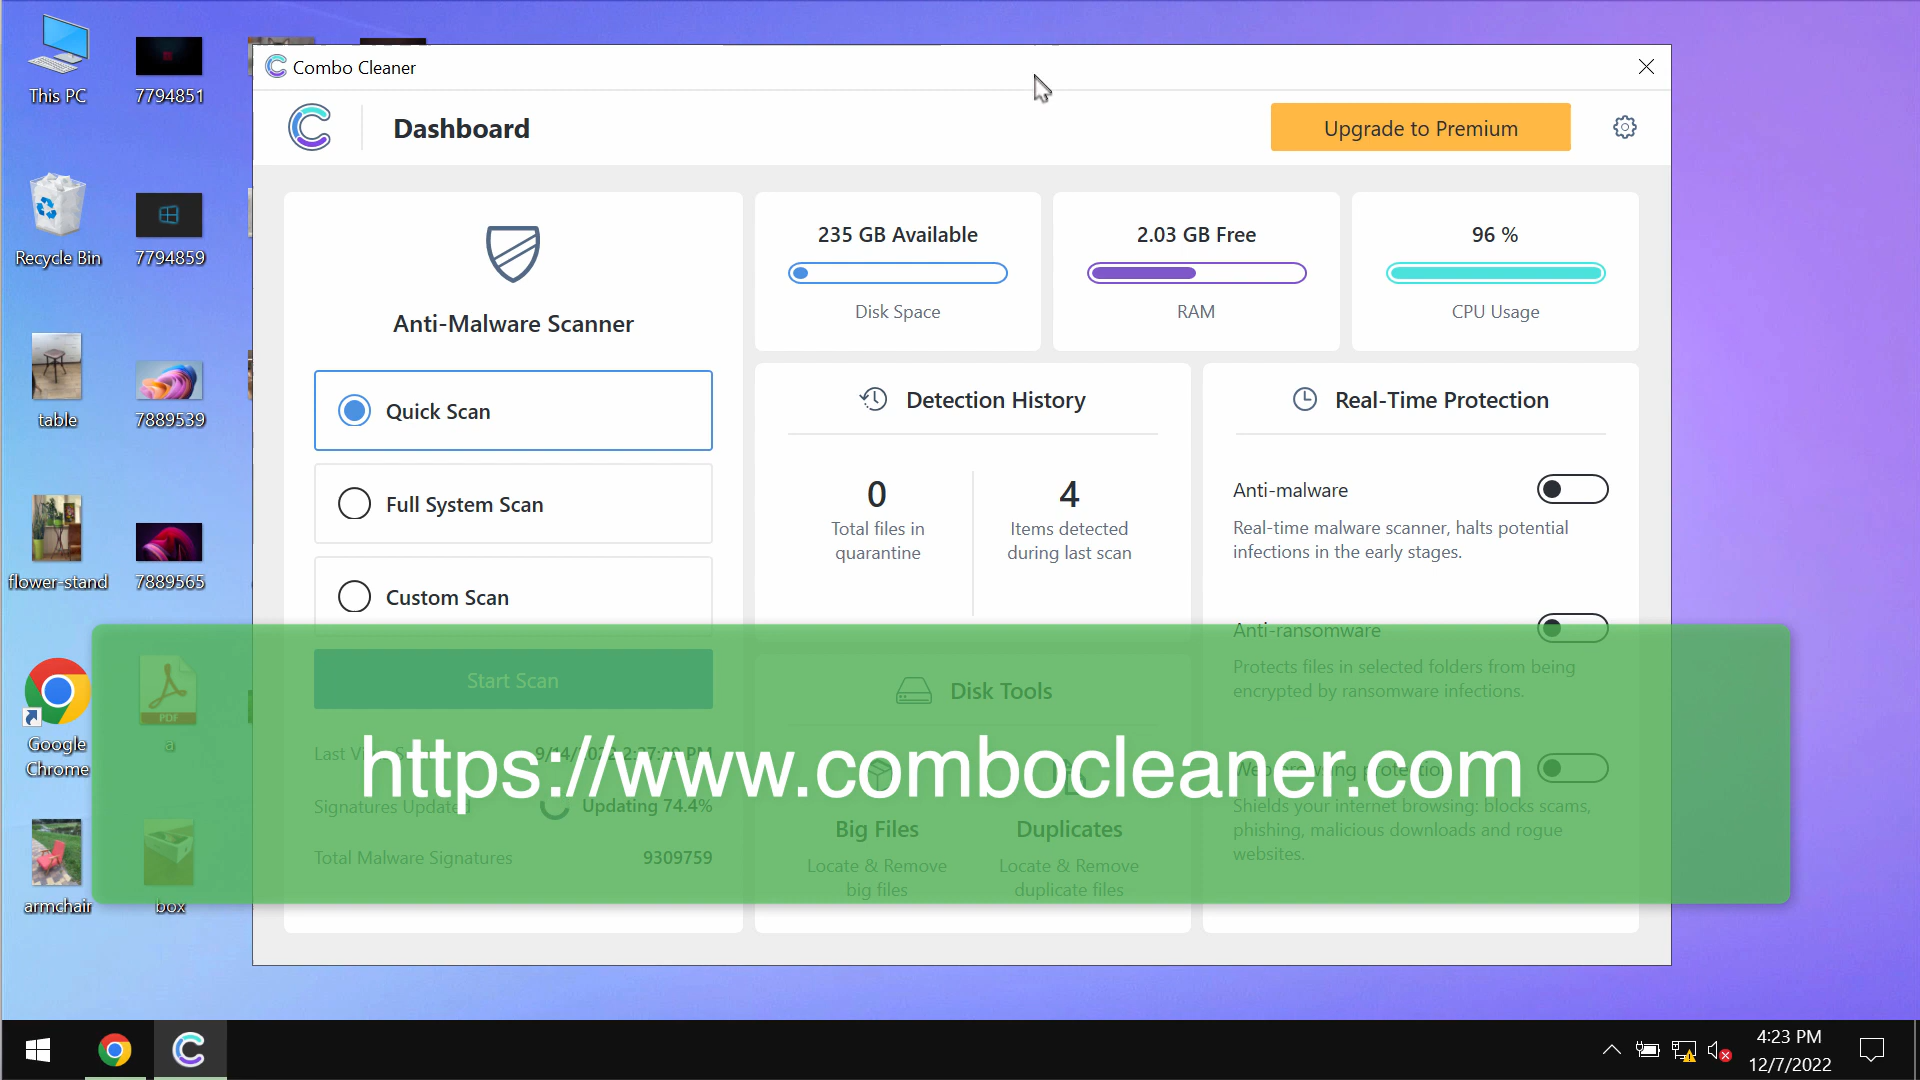 This PC
7794851
Recycle Bin
7794859
table
7889539
flower-stand
7889565
Google
Chrome
PDF
a
armchair
box
Combo Cleaner
Dashboard
Upgrade to Premium
Anti-Malware Scanner
Quick Scan
Full System Scan
Custom Scan
Start Scan
Signatures Updated
Updating 74.4%
Total Malware Signatures
9309759
235 GB Available
Disk Space
2.03 GB Free
RAM
96 %
CPU Usage
Detection History
0
Total files in
quarantine
4
Items detected
during last scan
Disk Tools
Big Files
Locate & Remove
big files
Duplicates
Locate & Remove
duplicate files
Real-Time Protection
Anti-malware
Real-time malware scanner, halts potential
infections in the early stages.
Anti-ransomware
Protects files in selected folders from being
encrypted by ransomware infections.
Shields your internet browsing: blocks scams,
phishing, malicious downloads and rogue
websites.
https://www.combocleaner.com
4:23 PM
12/7/2022